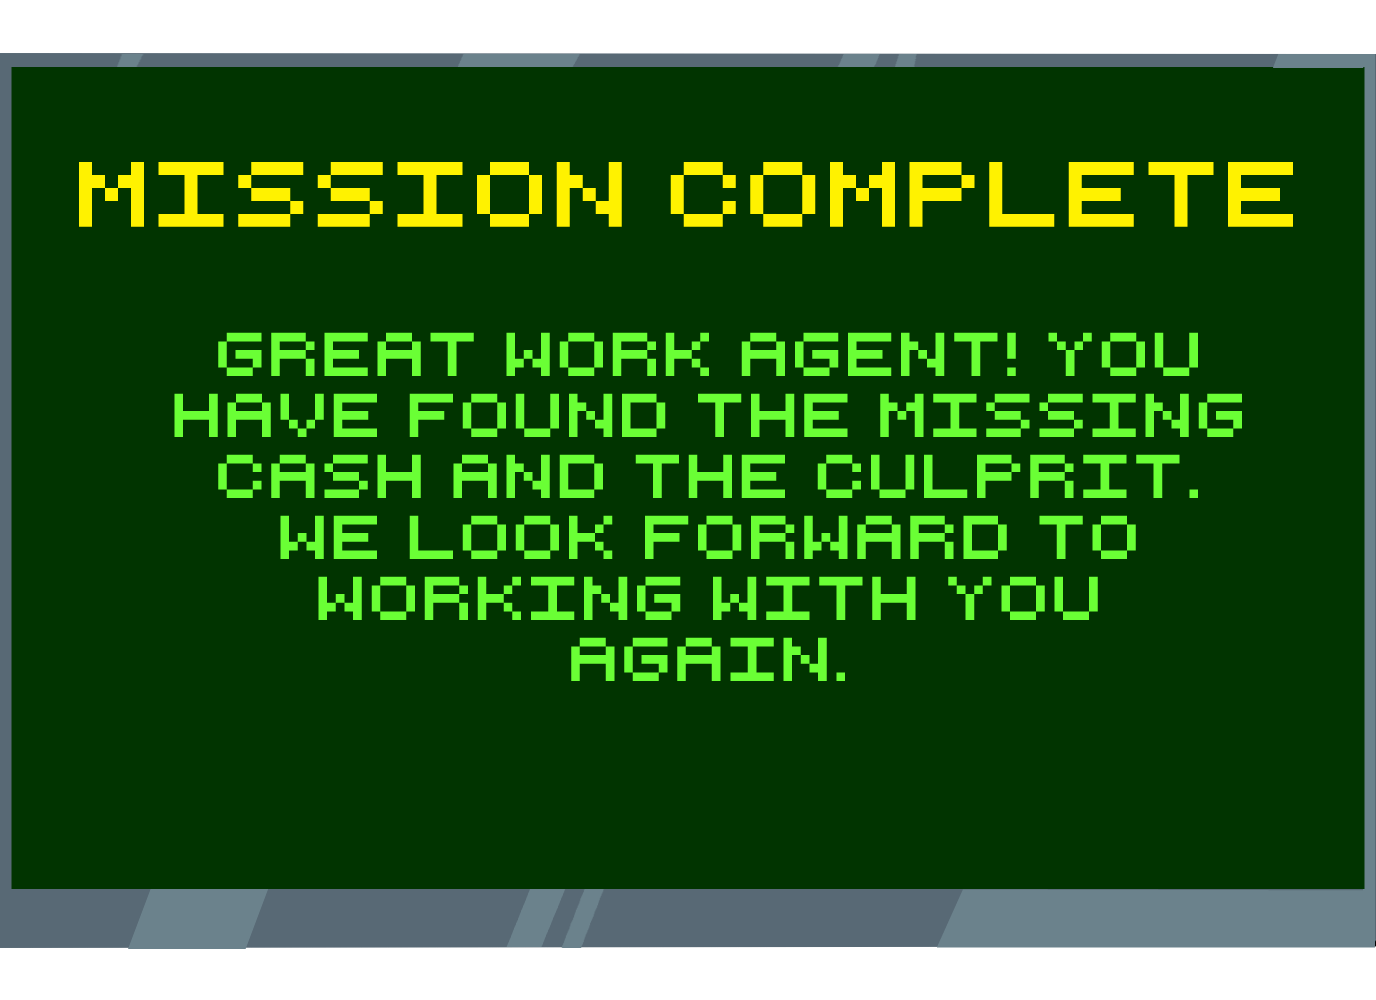 MISSION COMPLETE
GREAT WORK AGENT! YOU
HAVE FOUND THE MISSING
CASH AND THE CULPRIT.
WE LOOK FORWARD TO
WORKING WITH YOU
AGAIN.